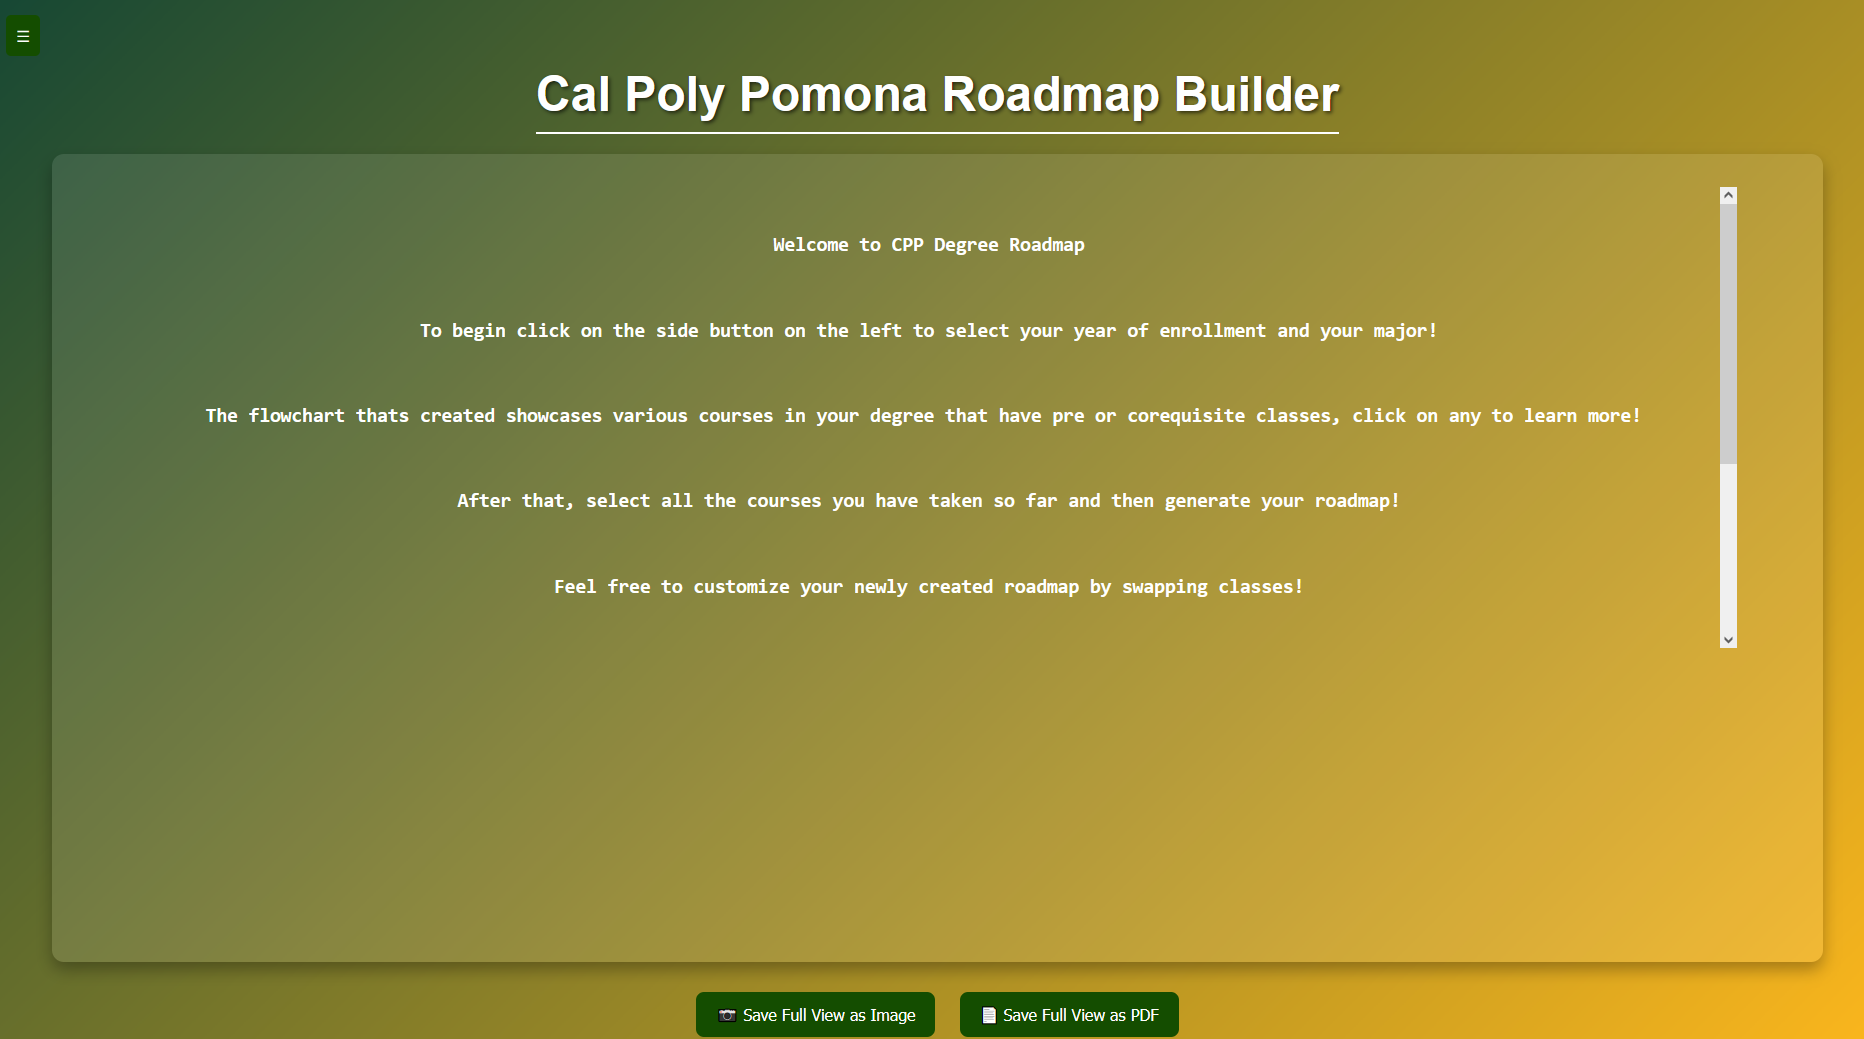 ☰
Cal Poly Pomona Roadmap Builder
Welcome to CPP Degree Roadmap
To begin click on the side button on the left to select your year of enrollment and your major!
The flowchart thats created showcases various courses in your degree that have pre or corequisite classes, click on any to learn more!
After that, select all the courses you have taken so far and then generate your roadmap!
Feel free to customize your newly created roadmap by swapping classes!
📷 Save Full View as Image
📄 Save Full View as PDF